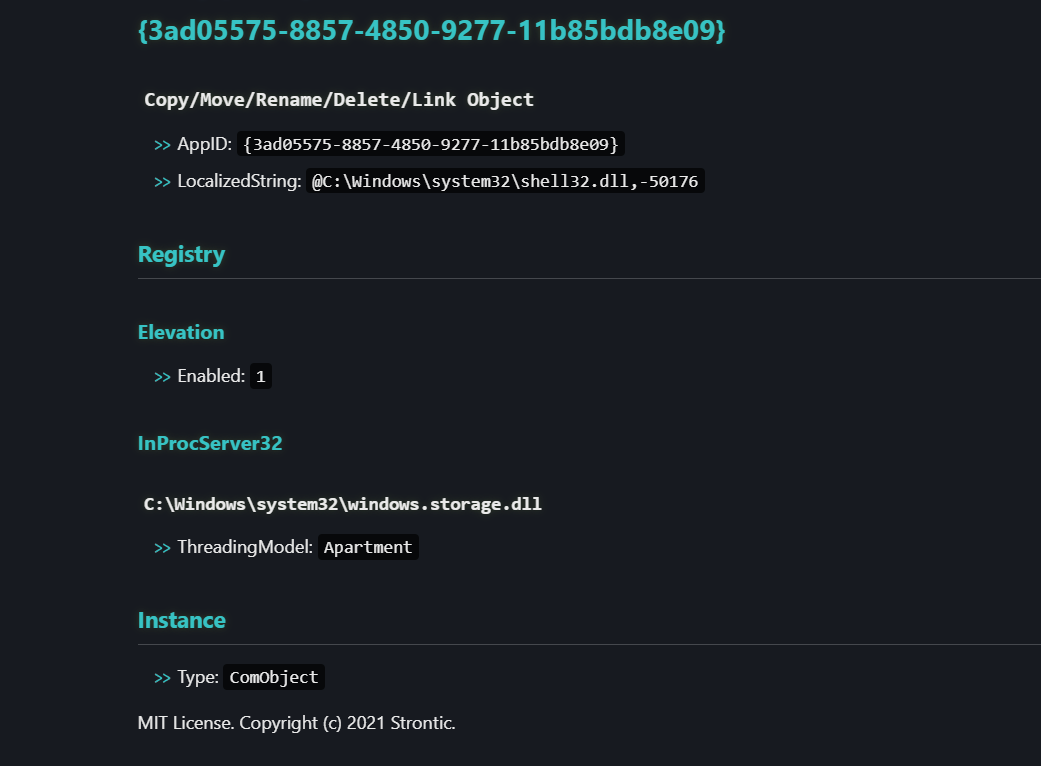 {3ad05575-8857-4850-9277-11b85bdb8e09}
Copy/Move/Rename/Delete/Link Object
>> AppID: {3ad05575-8857-4850-9277-11b85bdb8e09}
>> LocalizedString: @C:\Windows\system32\shell32.dll,-50176
Registry
Elevation
>> Enabled: 1
InProcServer32
C:\Windows\system32\windows.storage.dll
>> ThreadingModel: Apartment
Instance
>> Type: ComObject
MIT License. Copyright (c) 2021 Strontic.